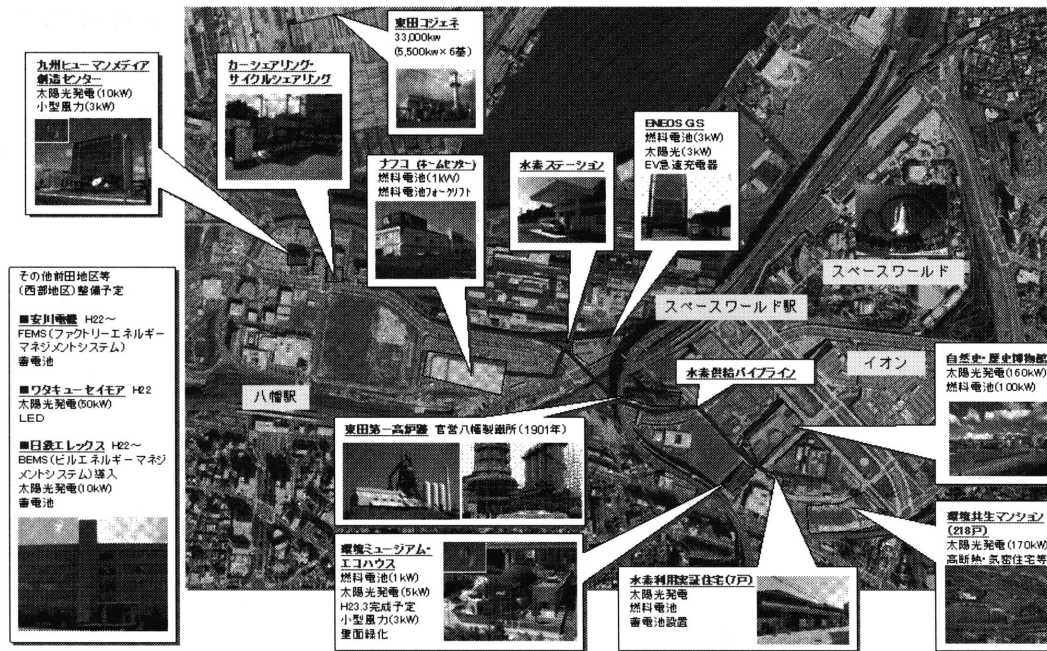 東田コジェネ
33,000kw
(5,500kw×6基)
九州ヒューマンメディア
創造センター
太陽光発電(10kW)
小型風力(3kW)
カーシェアリング・
サイクルシェアリング
ナフコ (ホームセンター)
燃料電池(1kW)
燃料電池フォークリフト
水素ステーション
ENEOS GS
燃料電池(3kW)
太陽光(3kW)
EV急速充電器
スペースワールド
スペースワールド駅
イオン
八幡駅
水素供給パイプライン
自然史・歴史博物館
太陽光発電(160kW)
燃料電池(100kW)
その他前田地区等
(西部地区)整備予定
■安川電機 H22～
FEMS(ファクトリーエネルギー
マネジメントシステム)
蓄電池
■ワタキューセイモア H22
太陽光発電(50kW)
LED
■日鉄エレックス H22～
BEMS(ビルエネルギーマネジ
メントシステム)導入
太陽光発電(10kW)
蓄電池
東田第一高炉跡 官営八幡製鐵所(1901年)
環境ミュージアム・
エコハウス
燃料電池(1kW)
太陽光発電(5kW)
H23.3完成予定
小型風力(3kW)
壁面緑化
水素利用実証住宅(7戸)
太陽光発電
燃料電池
蓄電池設置
環境共生マンション
(218戸)
太陽光発電(170kW)
高断熱・気密住宅等